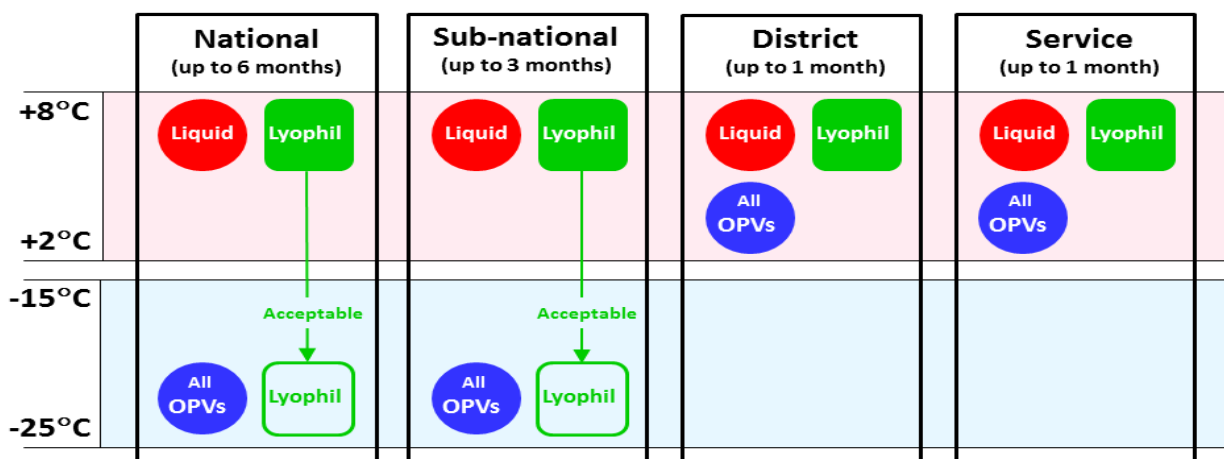 National
(up to 6 months)
Sub-national
(up to 3 months)
District
(up to 1 month)
Service
(up to 1 month)
+8°C
Liquid
Lyophil
Liquid
Lyophil
Liquid
Lyophil
Liquid
Lyophil
All
OPVs
All
OPVs
+2°C
-15°C
Acceptable
Acceptable
All
OPVs
Lyophil
All
OPVs
Lyophil
-25°C